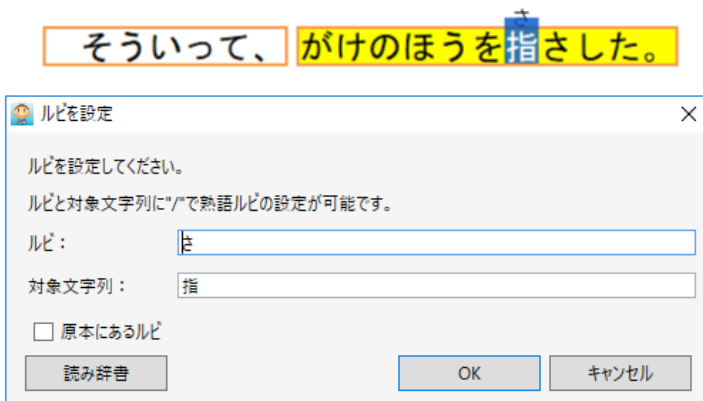 さ
そういって、がけのほうを指さした。
ルビを設定
ルビを設定してください。
ルビと対象文字列に"/"で熟語ルビの設定が可能です。
ルビ： さ
対象文字列： 指
原本にあるルビ
読み辞書 OK キャンセル